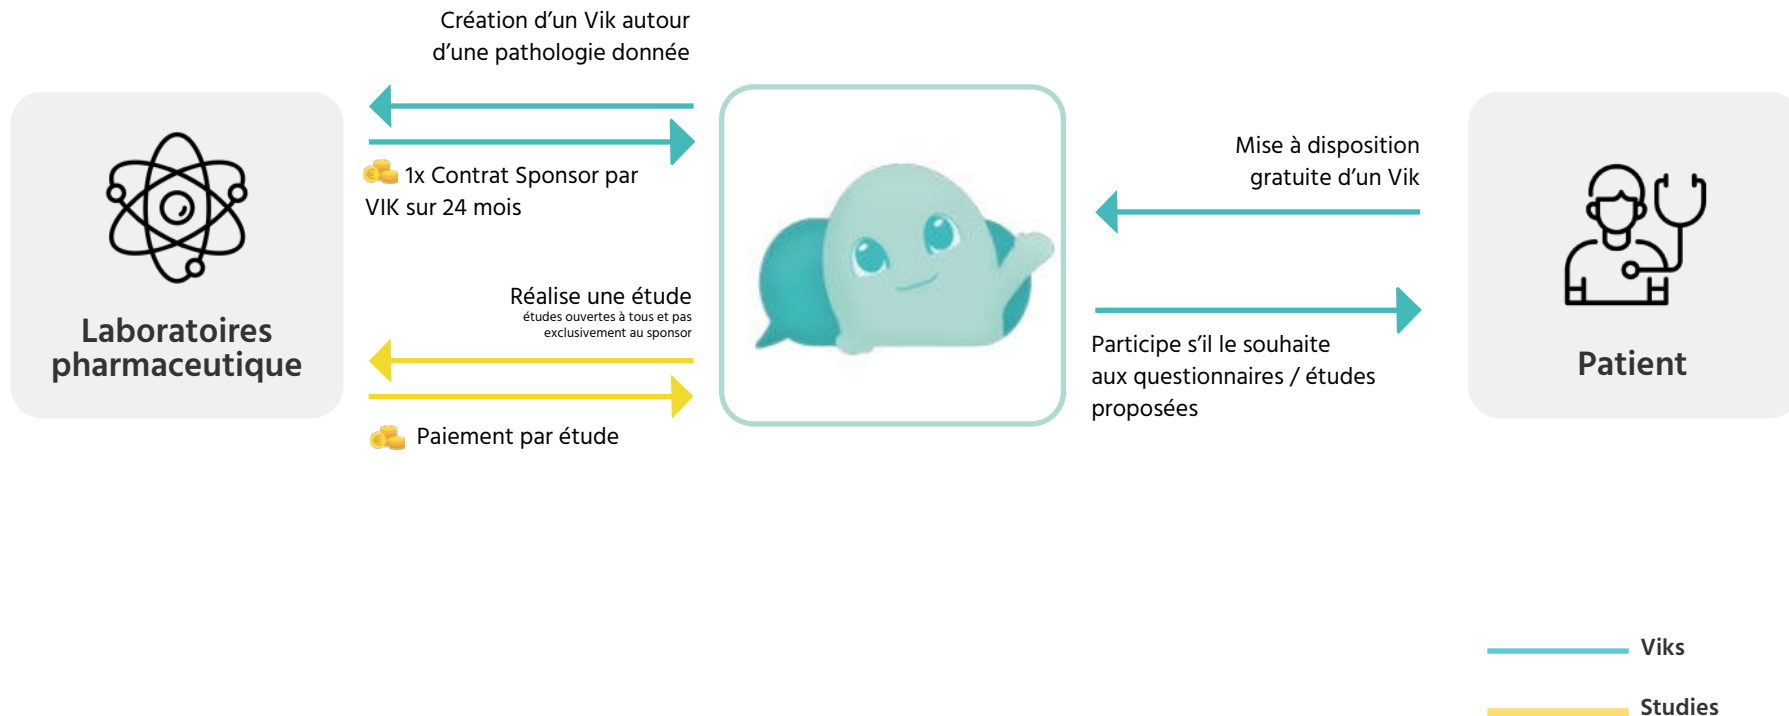 Création d'un Vik autour
d'une pathologie donnée
1x Contrat Sponsor par
VIK sur 24 mois
Réalise une étude
études ouvertes à tous et pas
exclusivement au sponsor
Paiement par étude
Laboratoires
pharmaceutique
Mise à disposition
gratuite d'un Vik
Participe s'il le souhaite
aux questionnaires / études
proposées
Patient
Viks
Studies